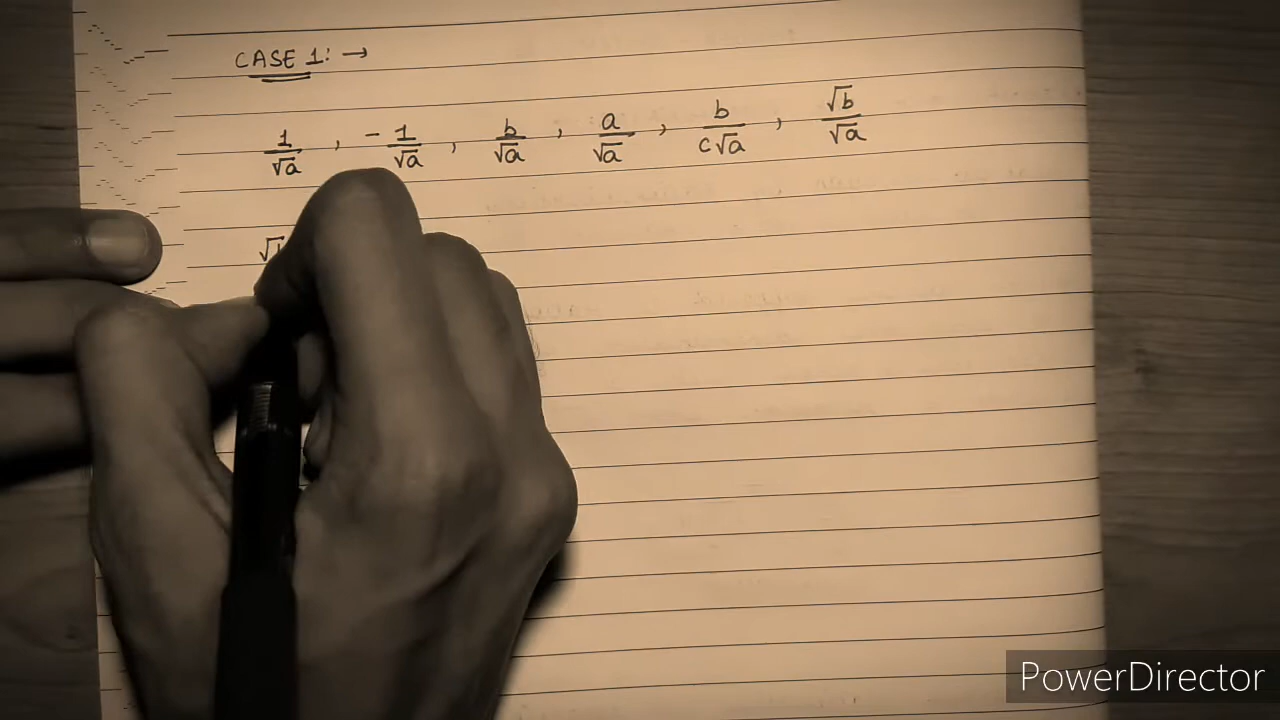 CASE 1: →
1/√a , - 1/√a , b/√a , a/√a , b/c√a , √b/√a
PowerDirector